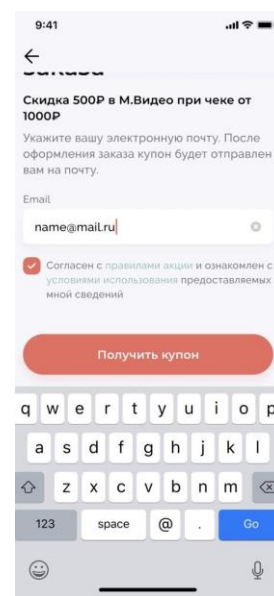 9:41
Скидка 500₽ в М.Видео при чеке от
1000₽
Укажите вашу электронную почту. После
оформления заказа купон будет отправлен
вам на почту.
Email
name@mail.ru
Согласен с правилами акции и ознакомлен с
условиями использования предоставляемых
мной сведений
Получить купон
q w e r t y u i o p
a s d f g h j k l
z x c v b n m
123 space @ . Go